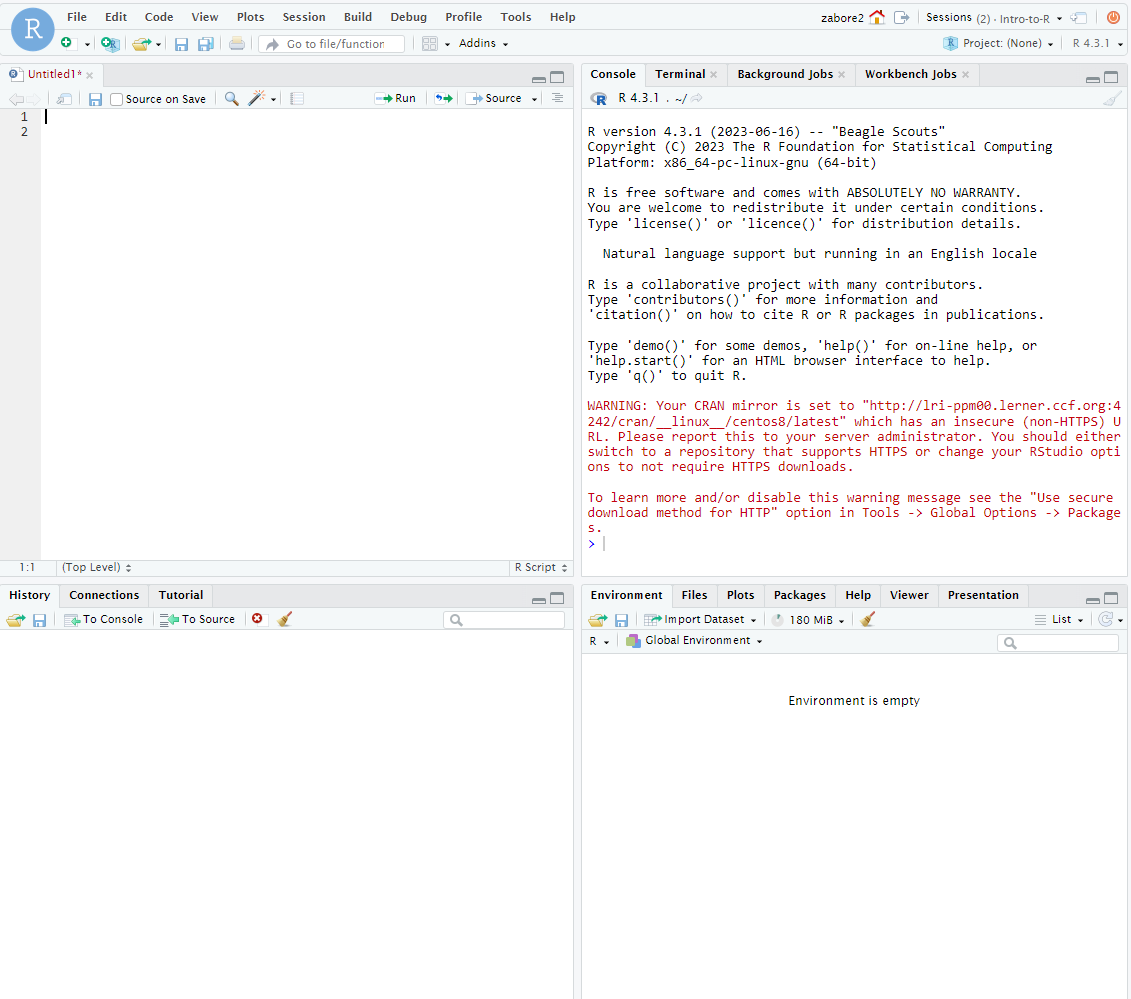 R
File Edit Code View Plots Session Build Debug Profile Tools Help
zabore2 Sessions (2) - Intro-to-R
Go to file/function Addins
Project: (None) R 4.3.1
Untitled1*
Source on Save Run Source
1
2
1:1 (Top Level) R Script
Console Terminal Background Jobs Workbench Jobs
R 4.3.1 . ~/
R version 4.3.1 (2023-06-16) -- "Beagle Scouts"
Copyright (C) 2023 The R Foundation for Statistical Computing
Platform: x86_64-pc-linux-gnu (64-bit)
R is free software and comes with ABSOLUTELY NO WARRANTY.
You are welcome to redistribute it under certain conditions.
Type 'license()' or 'licence()' for distribution details.
Natural language support but running in an English locale
R is a collaborative project with many contributors.
Type 'contributors()' for more information and
'citation()' on how to cite R or R packages in publications.
Type 'demo()' for some demos, 'help()' for on-line help, or
'help.start()' for an HTML browser interface to help.
Type 'q()' to quit R.
WARNING: Your CRAN mirror is set to "http://lri-ppm00.lerner.ccf.org:4
242/cran/__linux__/centos8/latest" which has an insecure (non-HTTPS) U
RL. Please report this to your server administrator. You should either
switch to a repository that supports HTTPS or change your RStudio opti
ons to not require HTTPS downloads.
To learn more and/or disable this warning message see the "Use secure
download method for HTTP" option in Tools -> Global Options -> Package
s.
>
History Connections Tutorial
To Console To Source
Environment Files Plots Packages Help Viewer Presentation
Import Dataset 180 MiB List
R Global Environment
Environment is empty